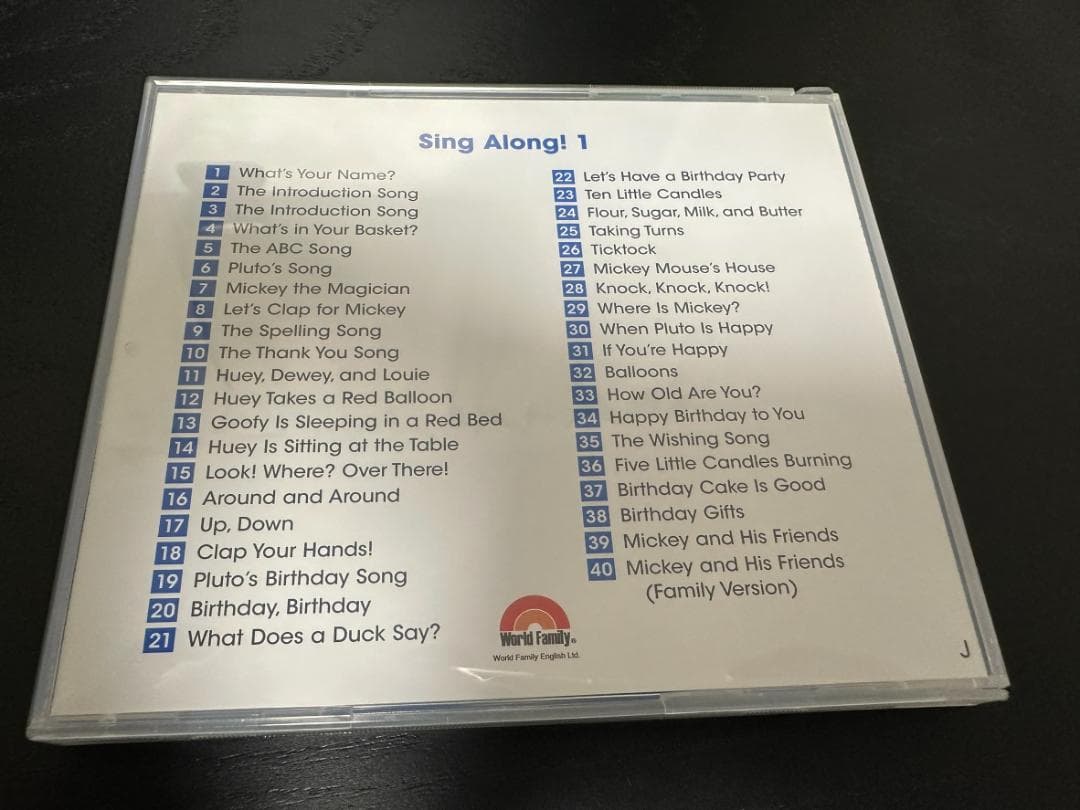 Sing Along! 1
1 What's Your Name?
2 The Introduction Song
3 The Introduction Song
4 What's in Your Basket?
5 The ABC Song
6 Pluto's Song
7 Mickey the Magician
8 Let's Clap for Mickey
9 The Spelling Song
10 The Thank You Song
11 Huey, Dewey, and Louie
12 Huey Takes a Red Balloon
13 Goofy Is Sleeping in a Red Bed
14 Huey Is Sitting at the Table
15 Look! Where? Over There!
16 Around and Around
17 Up, Down
18 Clap Your Hands!
19 Pluto's Birthday Song
20 Birthday, Birthday
21 What Does a Duck Say?
22 Let's Have a Birthday Party
23 Ten Little Candles
24 Flour, Sugar, Milk, and Butter
25 Taking Turns
26 Ticktock
27 Mickey Mouse's House
28 Knock, Knock, Knock!
29 Where Is Mickey?
30 When Pluto Is Happy
31 If You're Happy
32 Balloons
33 How Old Are You?
34 Happy Birthday to You
35 The Wishing Song
36 Five Little Candles Burning
37 Birthday Cake Is Good
38 Birthday Gifts
39 Mickey and His Friends
40 Mickey and His Friends
(Family Version)
World Family®
World Family English Ltd.
J